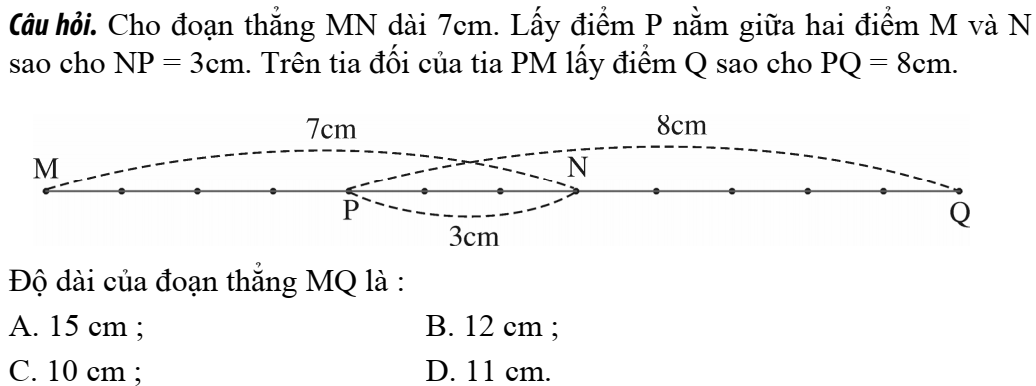 Câu hỏi. Cho đoạn thẳng MN dài 7cm. Lấy điểm P nằm giữa hai điểm M và N
sao cho NP = 3cm. Trên tia đối của tia PM lấy điểm Q sao cho PQ = 8cm.
7cm
8cm
M
N
P
Q
3cm
Độ dài của đoạn thẳng MQ là :
A. 15 cm ;
B. 12 cm ;
C. 10 cm ;
D. 11 cm.